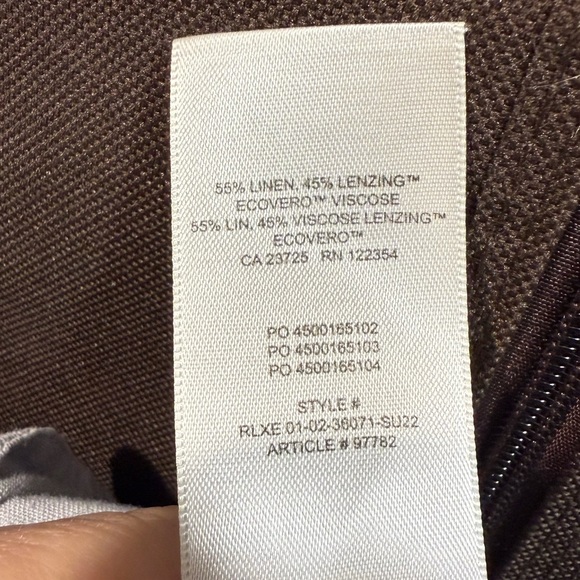 55% LINEN, 45% LENZING™
ECOVERO™ VISCOSE
55% LIN, 45% VISCOSE LENZING™
ECOVERO™
CA 23725 RN 122354
PO 4500165102
PO 4500165103
PO 4500165104
STYLE #
RLXE 01-02-36071-SU22
ARTICLE # 97782